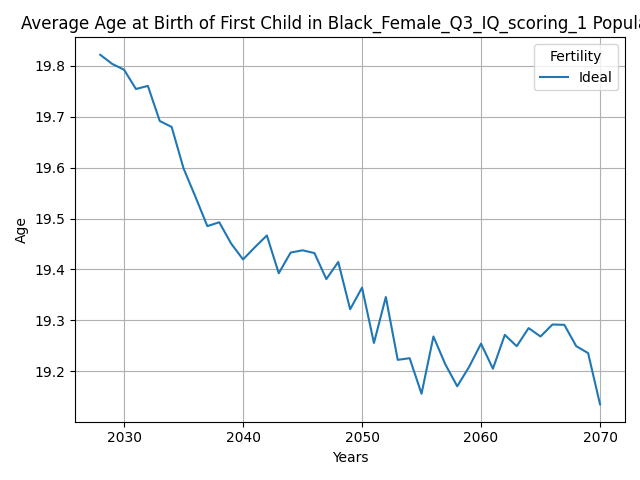 Average Age at Birth of First Child in Black_Female_Q3_IQ_scoring_1 Popula
Fertility
Ideal
19.8
19.7
19.6
19.5
19.4
19.3
19.2
Age
2030 2040 2050 2060 2070
Years